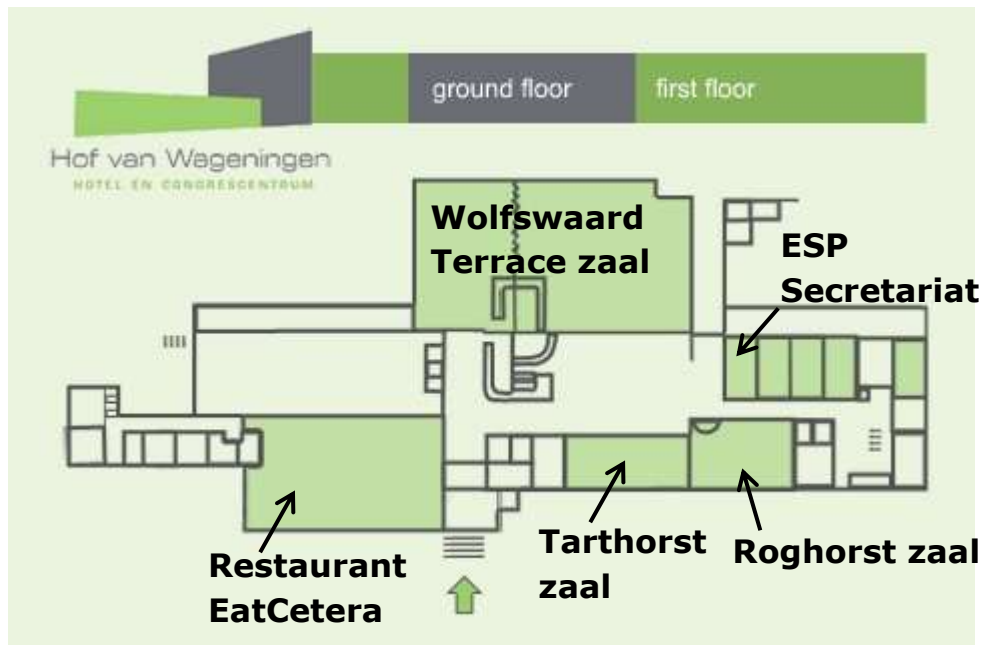 ground floor
first floor
Hof van Wageningen
HOTEL EN CONGRESCENTRUM
Wolfswaard
Terrace zaal
ESP
Secretariat
Restaurant
EatCetera
Tarthorst
zaal
Roghorst zaal